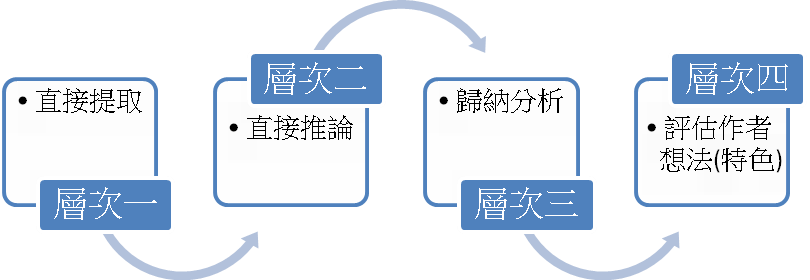 • 直接提取
層次一
層次二
• 直接推論
• 歸納分析
層次三
層次四
• 評估作者
想法(特色)